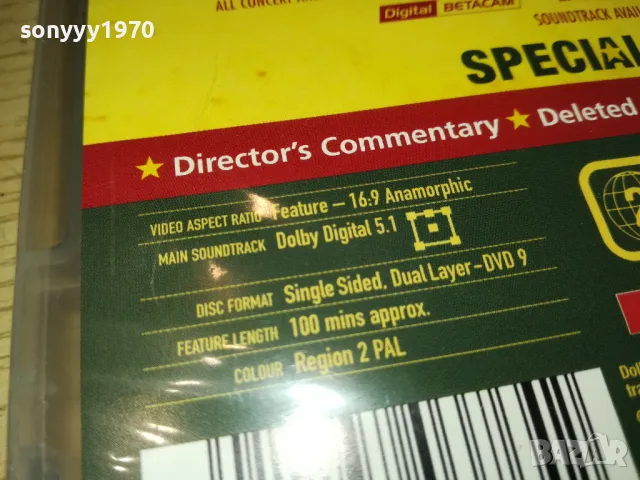 sonyyy1970
ALL CONCERT
Digital BETACAM
SOUNDTRACK
SPECIAL
★ Director's Commentary ★ Deleted
VIDEO ASPECT RATIO Feature – 16:9 Anamorphic
MAIN SOUNDTRACK Dolby Digital 5.1
DISC FORMAT Single Sided, Dual Layer–DVD 9
FEATURE LENGTH 100 mins approx.
COLOUR Region 2 PAL
BAZAR